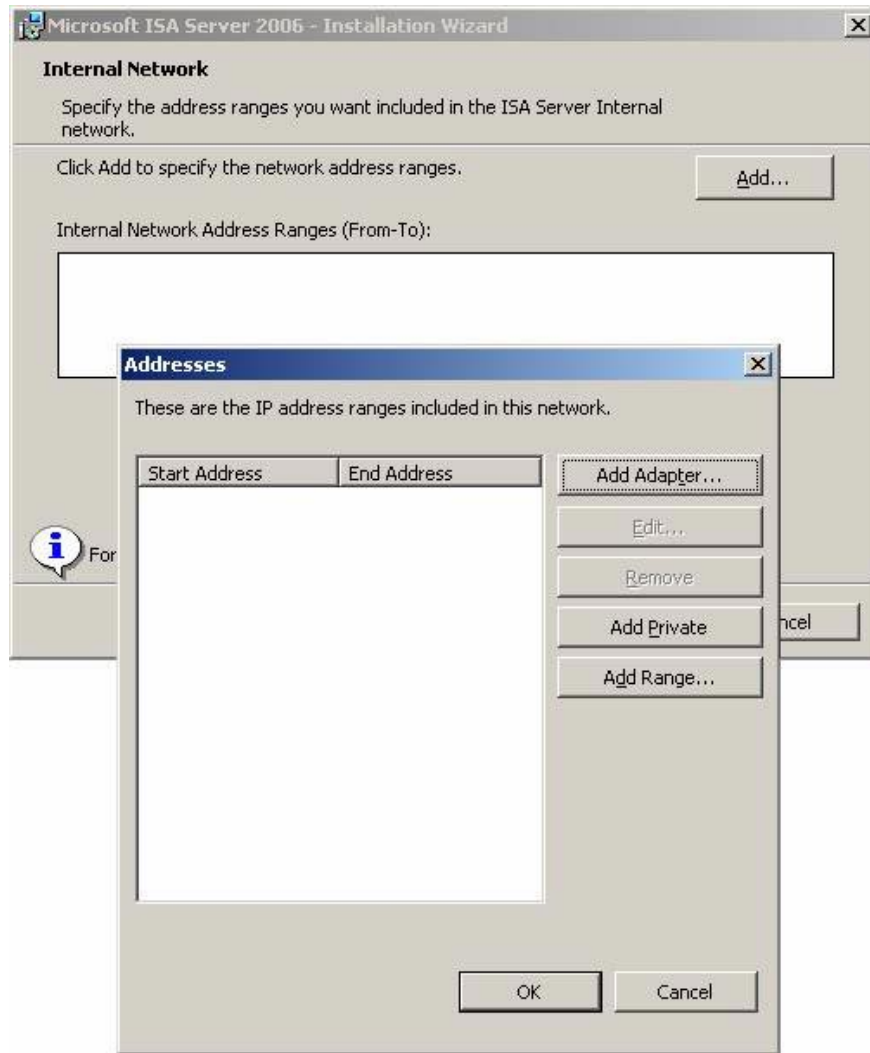 Microsoft ISA Server 2006 - Installation Wizard
Internal Network
Specify the address ranges you want included in the ISA Server Internal
network.
Click Add to specify the network address ranges.
Add...
Internal Network Address Ranges (From-To):
Addresses
These are the IP address ranges included in this network.
Start Address
End Address
Add Adapter...
Edit...
Remove
Add Private
Add Range...
For
ncel
OK
Cancel